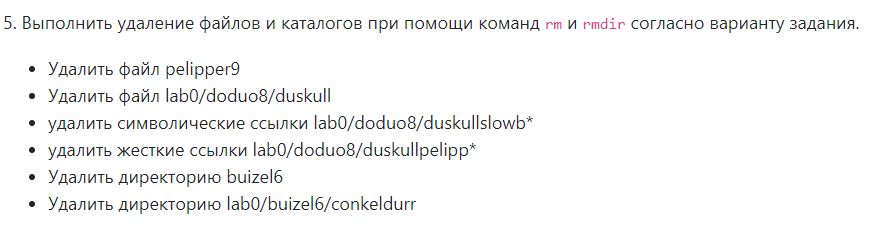 5. Выполнить удаление файлов и каталогов при помощи команд rm и rmdir согласно варианту задания.
• Удалить файл pelipper9
• Удалить файл lab0/doduo8/duskull
• удалить символические ссылки lab0/doduo8/duskullslowb*
• удалить жесткие ссылки lab0/doduo8/duskullpelipp*
• Удалить директорию buizel6
• Удалить директорию lab0/buizel6/conkeldurr